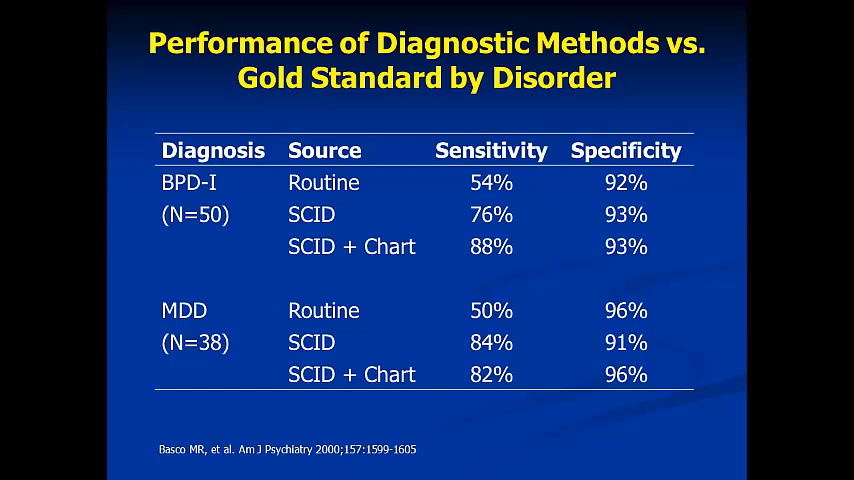 Performance of Diagnostic Methods vs.
Gold Standard by Disorder
Diagnosis Source Sensitivity Specificity
BPD-I Routine 54% 92%
(N=50) SCID 76% 93%
SCID + Chart 88% 93%
MDD Routine 50% 96%
(N=38) SCID 84% 91%
SCID + Chart 82% 96%
Basco MR, et al. Am J Psychiatry 2000;157:1599-1605